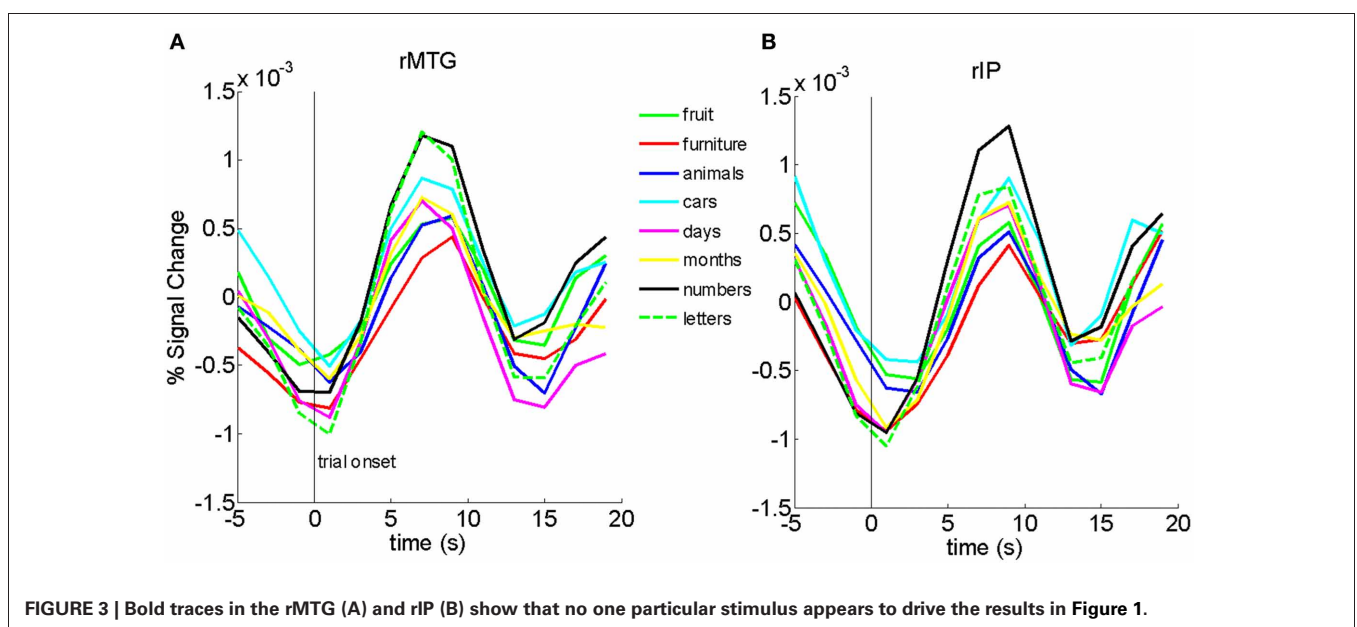 A
rMTG
x 10-3
1.5
1
0.5
0
-0.5
-1
-1.5
% Signal Change
trial onset
-5 0 5 10 15 20
time (s)
fruit
furniture
animals
cars
days
months
numbers
letters
B
rIP
x 10-3
1.5
1
0.5
0
-0.5
-1
-1.5
-5 0 5 10 15 20
time (s)
FIGURE 3 | Bold traces in the rMTG (A) and rIP (B) show that no one particular stimulus appears to drive the results in Figure 1.